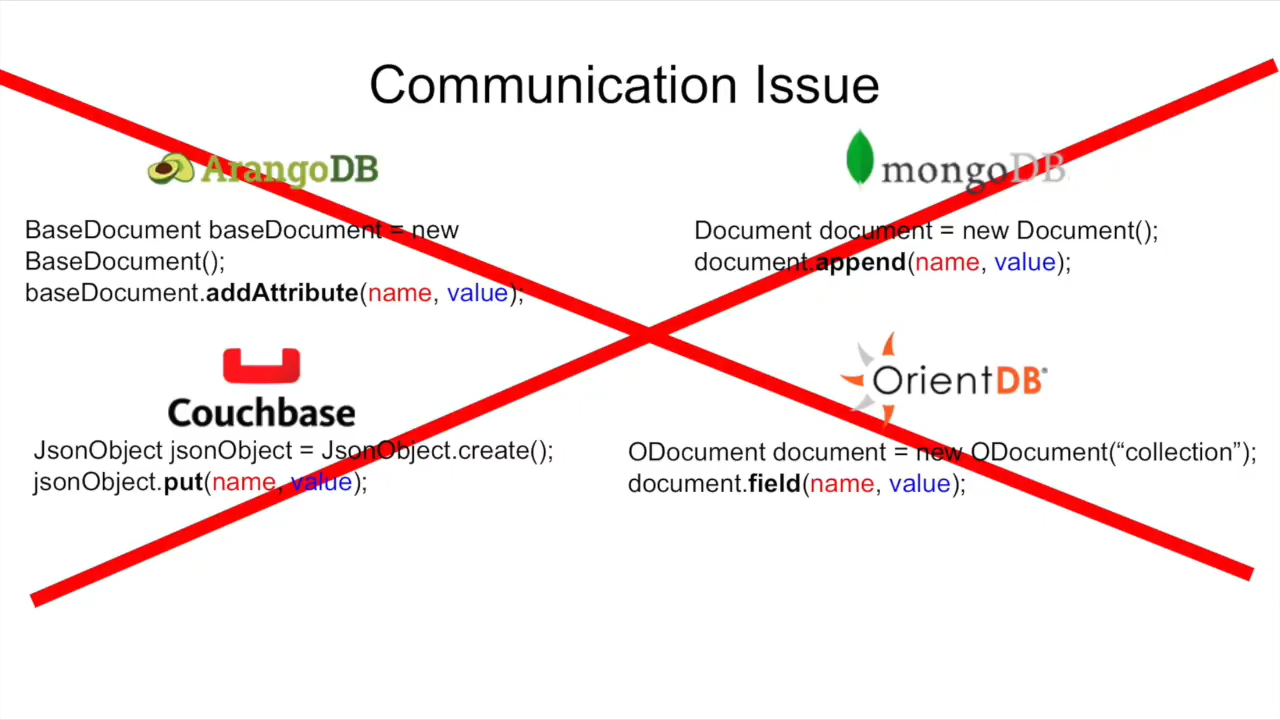 Communication Issue
ArangoDB
BaseDocument baseDocument = new
BaseDocument();
baseDocument.addAttribute(name, value);
mongoDB
Document document = new Document();
document.append(name, value);
Couchbase
JsonObject jsonObject = JsonObject.create();
jsonObject.put(name, value);
OrientDB®
ODocument document = new ODocument(“collection”);
document.field(name, value);